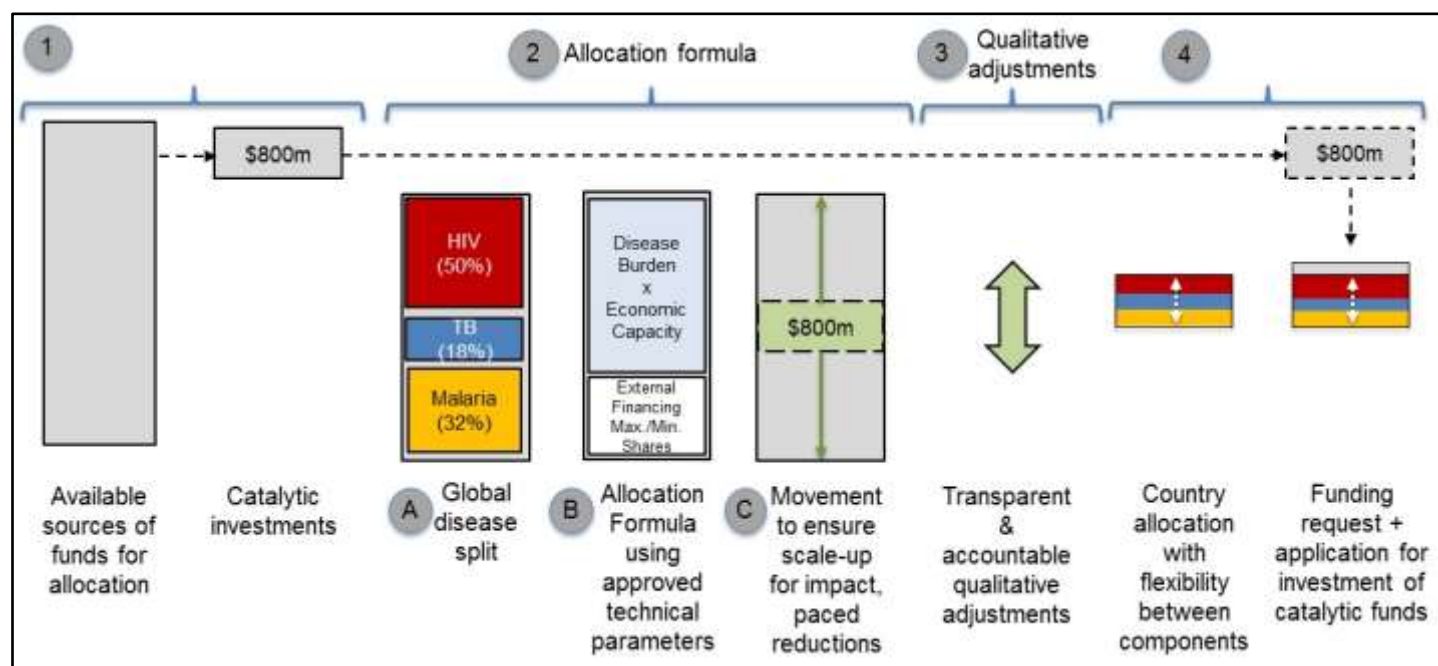 1
2
Allocation formula
3
Qualitative
adjustments
4
$800m
$800m
HIV
(50%)
TB
(18%)
Malaria
(32%)
Disease
Burden
x
Economic
Capacity
External
Financing
Max./Min.
Shares
$800m
Available
sources of
funds for
allocation
Catalytic
investments
A
Global
disease
split
B
Allocation
Formula
using
approved
technical
parameters
C
Movement
to ensure
scale-up
for impact,
paced
reductions
Transparent
&
accountable
qualitative
adjustments
Country
allocation
with
flexibility
between
components
Funding
request +
application for
investment of
catalytic funds